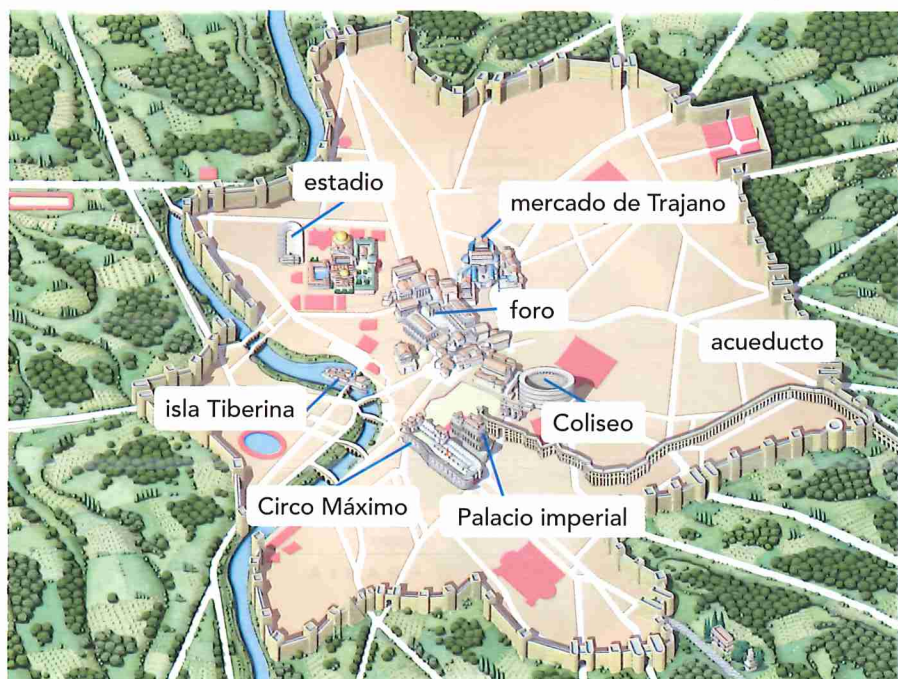 estadio
mercado de Trajano
foro
acueducto
isla Tiberina
Coliseo
Circo Máximo
Palacio imperial